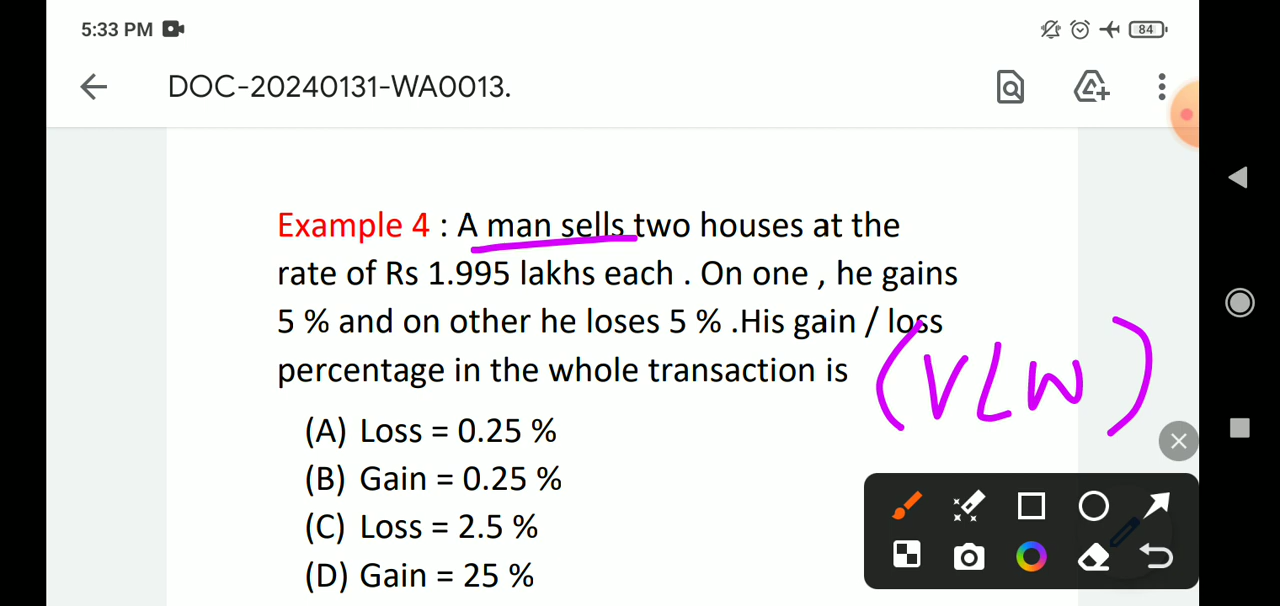 5:33 PM
84
DOC-20240131-WA0013.
Example 4 : A man sells two houses at the
rate of Rs 1.995 lakhs each . On one , he gains
5 % and on other he loses 5 % .His gain / loss
percentage in the whole transaction is
(VLW)
(A) Loss = 0.25 %
(B) Gain = 0.25 %
(C) Loss = 2.5 %
(D) Gain = 25 %